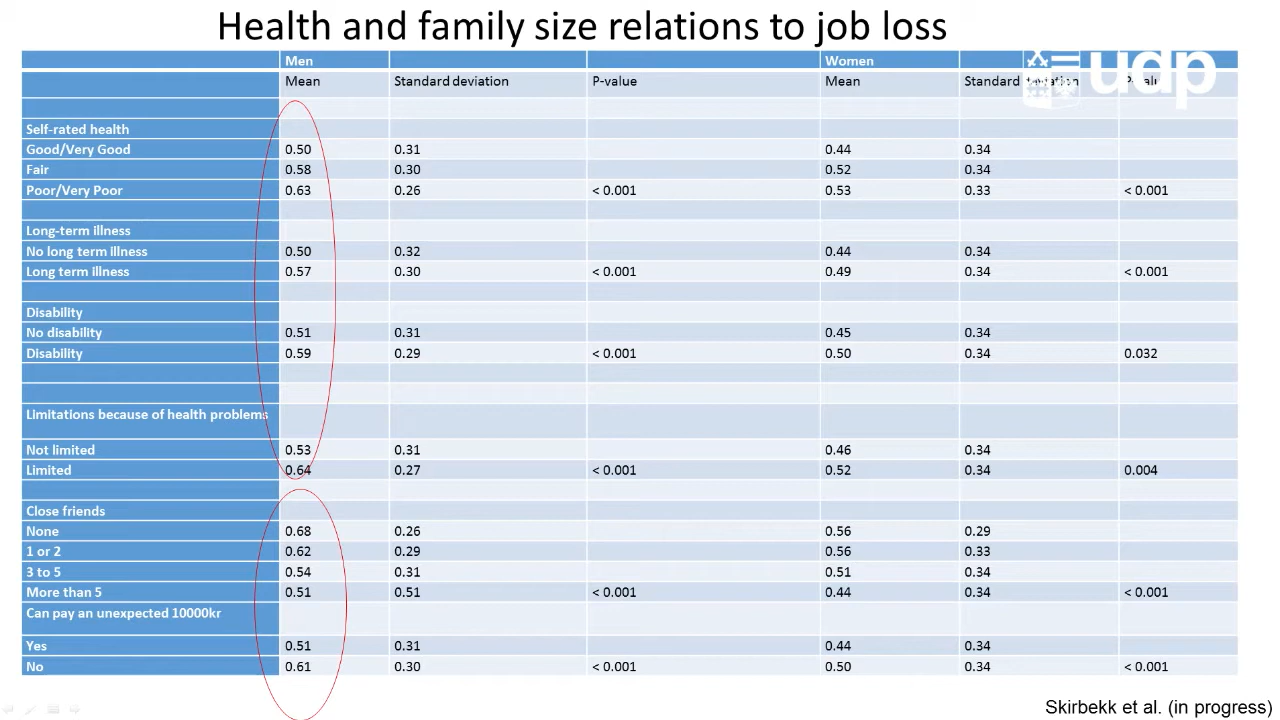 Health and family size relations to job loss
Men Women
Mean Standard deviation P-value Mean Standard deviation P-value
udp
Self-rated health
Good/Very Good 0.50 0.31 0.44 0.34
Fair 0.58 0.30 0.52 0.34
Poor/Very Poor 0.63 0.26 < 0.001 0.53 0.33 < 0.001
Long-term illness
No long term illness 0.50 0.32 0.44 0.34
Long term illness 0.57 0.30 < 0.001 0.49 0.34 < 0.001
Disability
No disability 0.51 0.31 0.45 0.34
Disability 0.59 0.29 < 0.001 0.50 0.34 0.032
Limitations because of health problems
Not limited 0.53 0.31 0.46 0.34
Limited 0.64 0.27 < 0.001 0.52 0.34 0.004
Close friends
None 0.68 0.26 0.56 0.29
1 or 2 0.62 0.29 0.56 0.33
3 to 5 0.54 0.31 0.51 0.34
More than 5 0.51 0.51 < 0.001 0.44 0.34 < 0.001
Can pay an unexpected 10000kr
Yes 0.51 0.31 0.44 0.34
No 0.61 0.30 < 0.001 0.50 0.34 < 0.001
Skirbekk et al. (in progress)